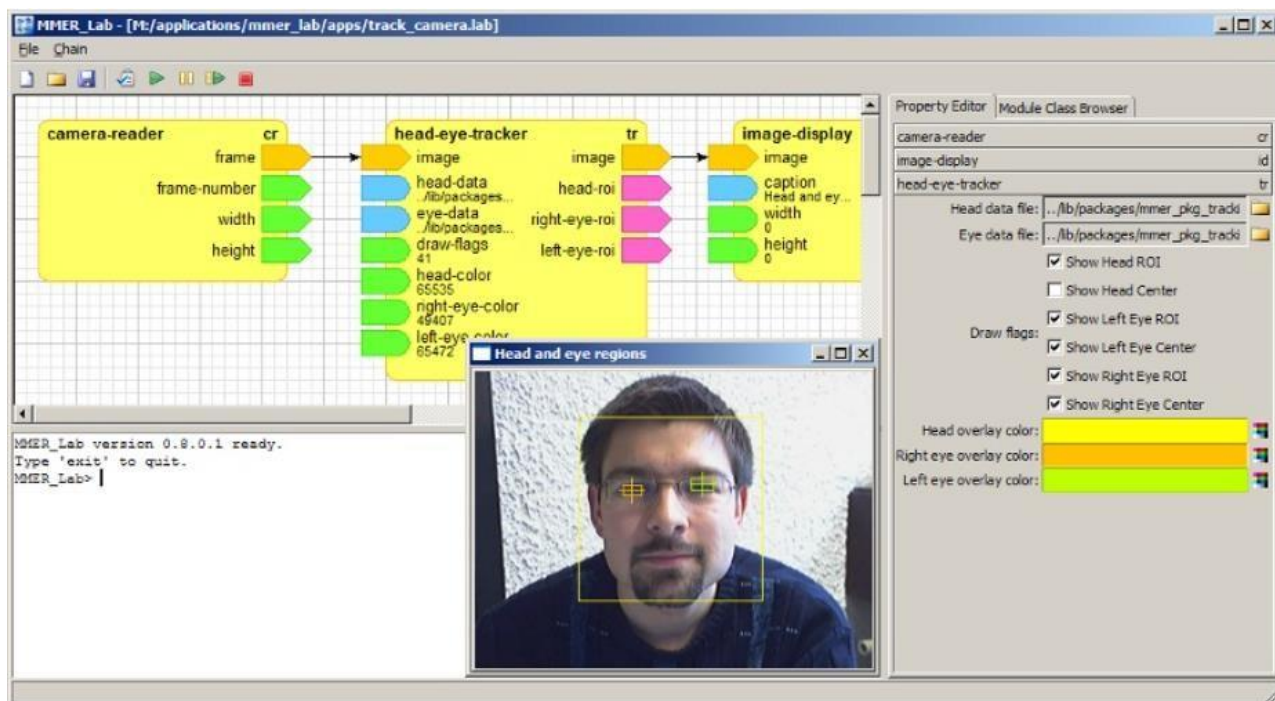 MMER_Lab - [M:/applications/mmer_lab/apps/track_camera.lab]
File Chain
camera-reader cr
frame
frame-number
width
height
head-eye-tracker tr
image image
head-data head-roi
../lib/packages...
eye-data right-eye-roi
../lib/packages...
draw-flags left-eye-roi
41
head-color
65535
right-eye-color
49407
left-eye-color
65472
image-display
image
caption
Head and ey...
width
0
height
0
Head and eye regions
MMER_Lab version 0.8.0.1 ready.
Type 'exit' to quit.
MMER_Lab>
Property Editor Module Class Browser
camera-reader cr
image-display id
head-eye-tracker tr
Head data file: ../lib/packages/mmer_pkg_tracki
Eye data file: ../lib/packages/mmer_pkg_tracki
Show Head ROI
Show Head Center
Show Left Eye ROI
Draw flags:
Show Left Eye Center
Show Right Eye ROI
Show Right Eye Center
Head overlay color:
Right eye overlay color:
Left eye overlay color: